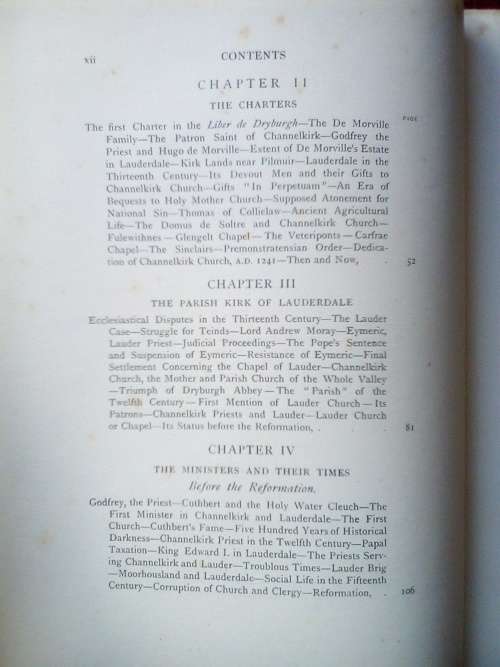 xii CONTENTS
CHAPTER II
THE CHARTERS
PAGE
The first Charter in the Liber de Dryburgh—The De Morville
Family—The Patron Saint of Channelkirk—Godfrey the
Priest and Hugo de Morville—Extent of De Morville's Estate
in Lauderdale—Kirk Lands near Pilmuir—Lauderdale in the
Thirteenth Century—Its Devout Men and their Gifts to
Channelkirk Church—Gifts "In Perpetuam"—An Era of
Bequests to Holy Mother Church—Supposed Atonement for
National Sin—Thomas of Collielaw—Ancient Agricultural
Life—The Domus de Soltre and Channelkirk Church—
Fulewithnes—Glengelt Chapel—The Veteriponts—Carfrae
Chapel—The Sinclairs—Premonstratensian Order—Dedica-
tion of Channelkirk Church, A.D. 1241—Then and Now, . 52
CHAPTER III
THE PARISH KIRK OF LAUDERDALE
Ecclesiastical Disputes in the Thirteenth Century—The Lauder
Case—Struggle for Teinds—Lord Andrew Moray—Eymeric,
Lauder Priest—Judicial Proceedings—The Pope's Sentence
and Suspension of Eymeric—Resistance of Eymeric—Final
Settlement Concerning the Chapel of Lauder—Channelkirk
Church, the Mother and Parish Church of the Whole Valley
—Triumph of Dryburgh Abbey—The "Parish" of the
Twelfth Century—First Mention of Lauder Church—Its
Patrons—Channelkirk Priests and Lauder—Lauder Church
or Chapel—Its Status before the Reformation, . . . 81
CHAPTER IV
THE MINISTERS AND THEIR TIMES
Before the Reformation.
Godfrey, the Priest—Cuthbert and the Holy Water Cleuch—The
First Minister in Channelkirk and Lauderdale—The First
Church—Cuthbert's Fame—Five Hundred Years of Historical
Darkness—Channelkirk Priest in the Twelfth Century—Papal
Taxation—King Edward I. in Lauderdale—The Priests Serv-
ing Channelkirk and Lauder—Troublous Times—Lauder Brig
—Moorhousland and Lauderdale—Social Life in the Fifteenth
Century—Corruption of Church and Clergy—Reformation, . 106